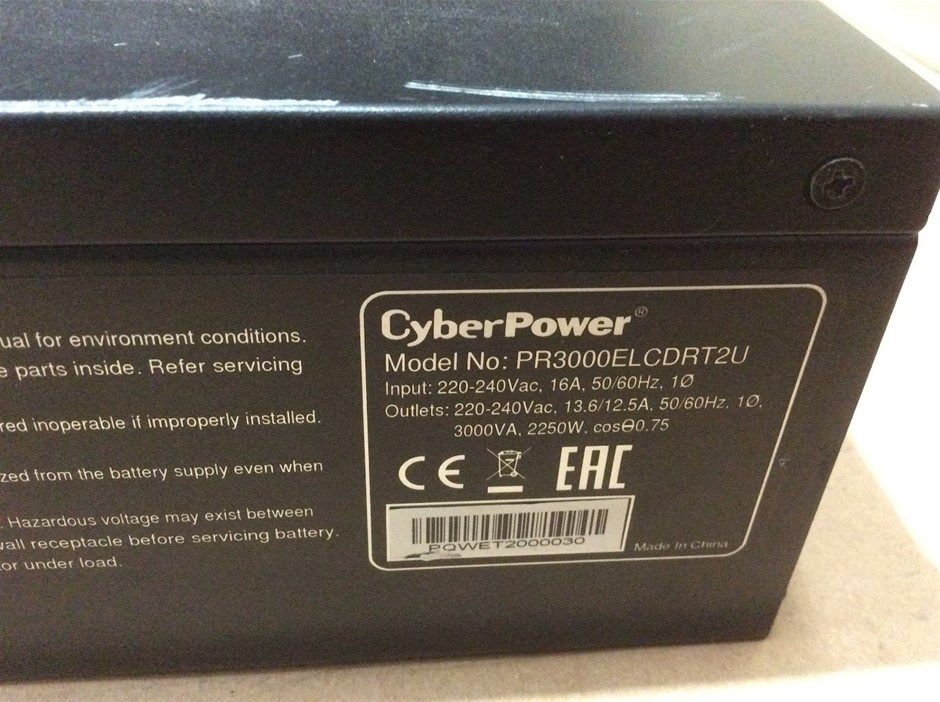 ual for environment conditions.
e parts inside. Refer servicing
red inoperable if improperly installed.
zed from the battery supply even when
. Hazardous voltage may exist between
wall receptacle before servicing battery.
or under load.
CyberPower®
Model No: PR3000ELCDRT2U
Input: 220-240Vac, 16A, 50/60Hz, 1Ø
Outlets: 220-240Vac, 13.6/12.5A, 50/60Hz, 1Ø,
3000VA, 2250W, cosΘ0.75
CE EAC
PQWET2000030
Made In China